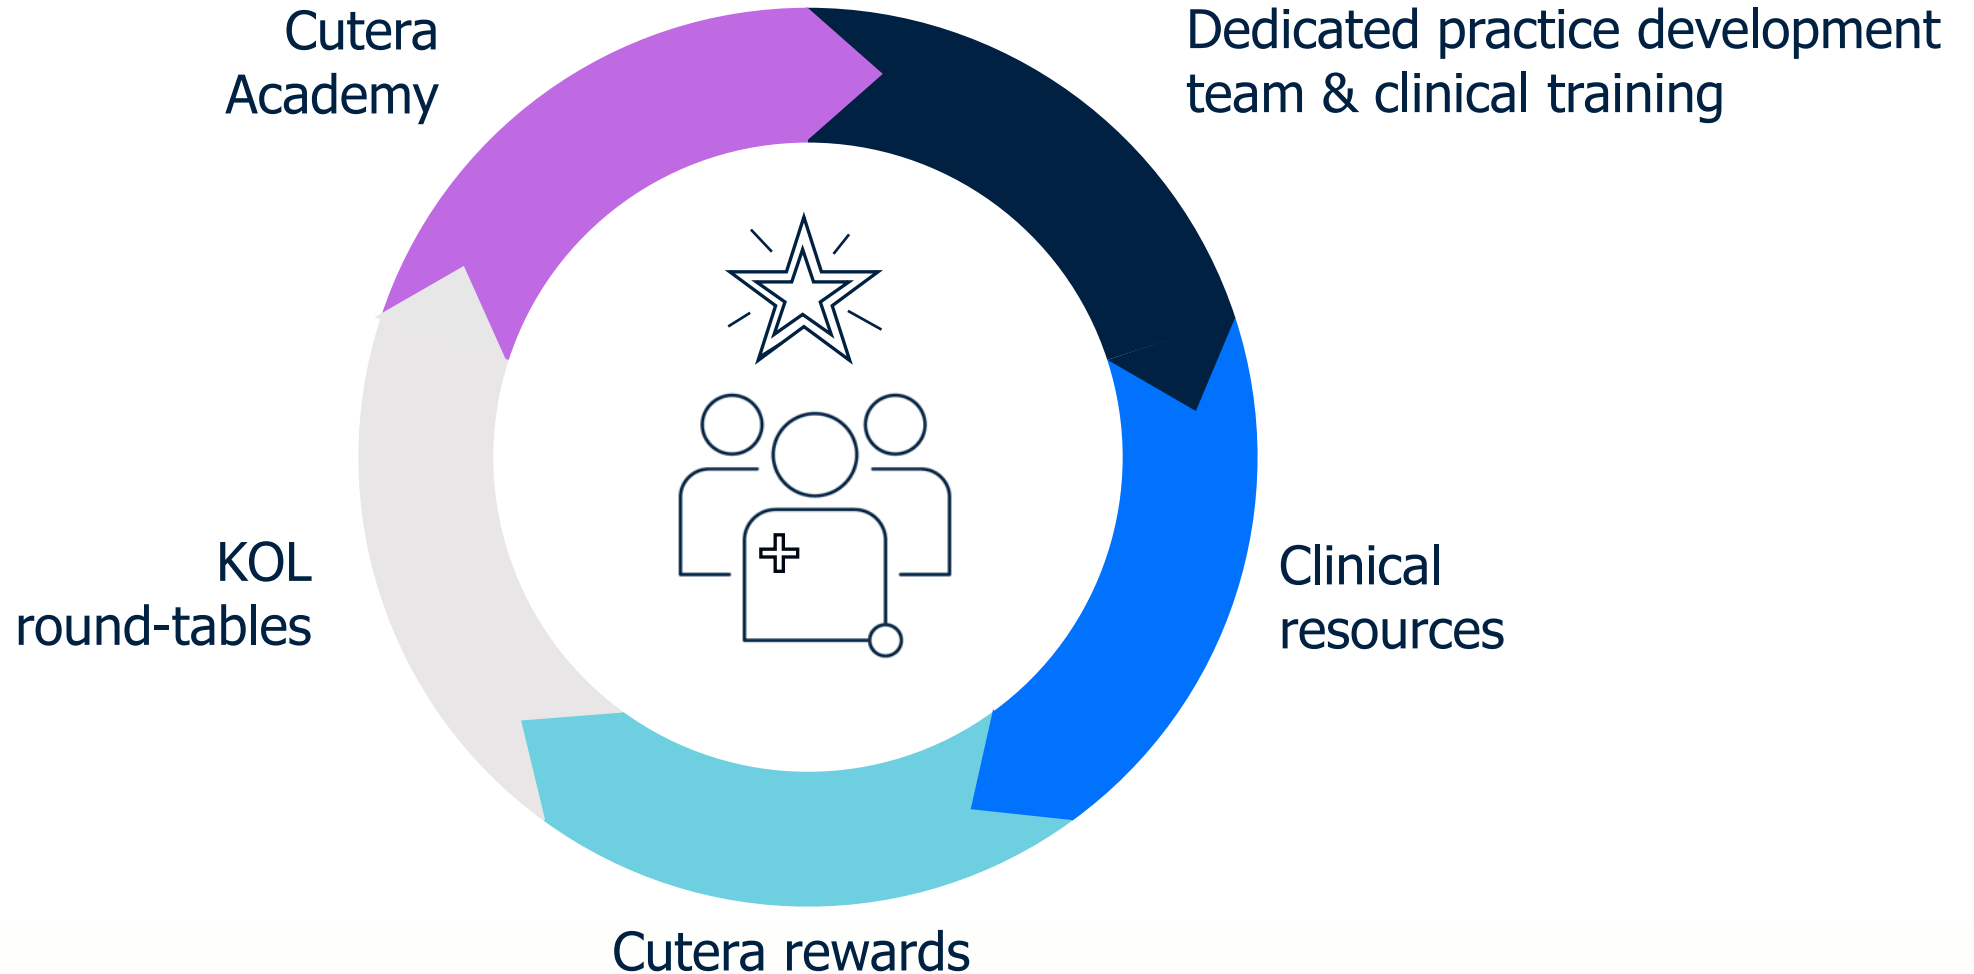 Cutera
Academy
Dedicated practice development
team & clinical training
KOL
round-tables
Clinical
resources
Cutera rewards